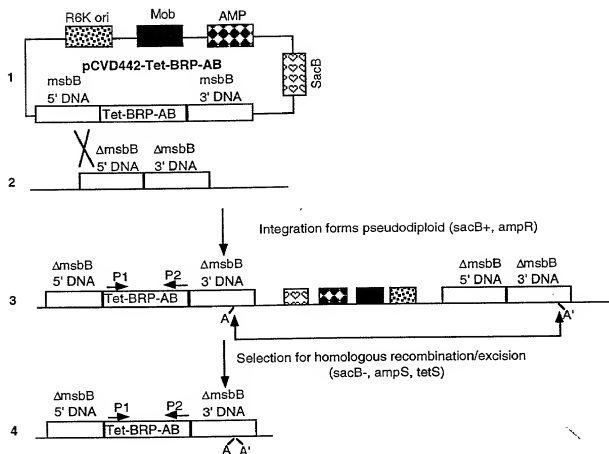 R6K ori Mob AMP
pCVD442-Tet-BRP-AB
SacB
1
msbB msbB
5' DNA 3' DNA
Tet-BRP-AB
ΔmsbB ΔmsbB
5' DNA 3' DNA
2
Integration forms pseudodiploid (sacB+, ampR)
ΔmsbB P1 P2 ΔmsbB ΔmsbB ΔmsbB
5' DNA 3' DNA 5' DNA 3' DNA
3 Tet-BRP-AB
A A'
Selection for homologous recombination/excision
(sacB-, ampS, tetS)
ΔmsbB P1 P2 ΔmsbB
5' DNA 3' DNA
4 Tet-BRP-AB
A A'